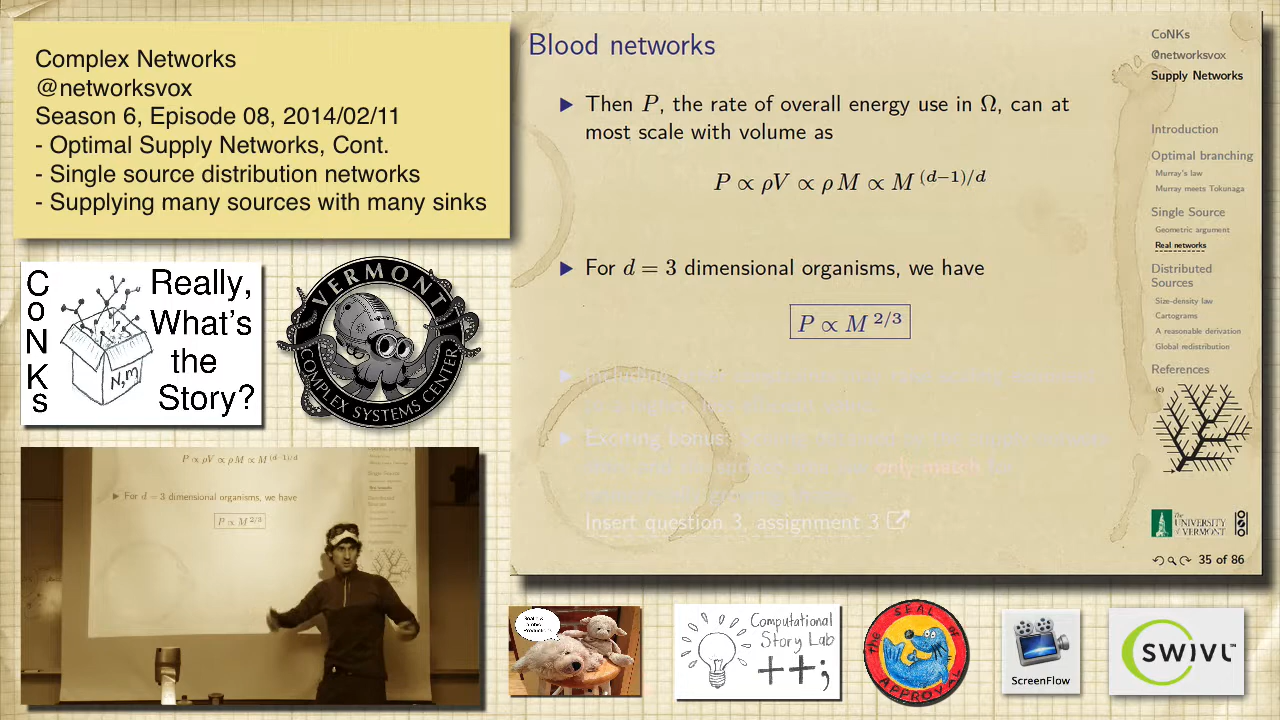 Complex Networks
@networksvox
Season 6, Episode 08, 2014/02/11
- Optimal Supply Networks, Cont.
- Single source distribution networks
- Supplying many sources with many sinks
CoNKs
Really,
What's
the
Story?
N,m
VERMONT
COMPLEX SYSTEMS CENTER
P ∝ ρV ∝ ρ M ∝ M^(d−1)/d
For d = 3 dimensional organisms, we have
P ∝ M^2/3
Blood networks
Then P, the rate of overall energy use in Ω, can at
most scale with volume as
P ∝ ρV ∝ ρ M ∝ M^(d−1)/d
For d = 3 dimensional organisms, we have
P ∝ M^2/3
Exciting bonus:
only match
Insert question 3, assignment 3
CoNKs
@networksvox
Supply Networks
Introduction
Optimal branching
Murray's law
Murray meets Tokunaga
Single Source
Geometric argument
Real networks
Distributed
Sources
Size-density law
Cartograms
A reasonable derivation
Global redistribution
References
The
UNIVERSITY
of VERMONT
35 of 86
Computational
Story Lab
++;
the SEAL of APPROVAL
ScreenFlow
SWIVL™